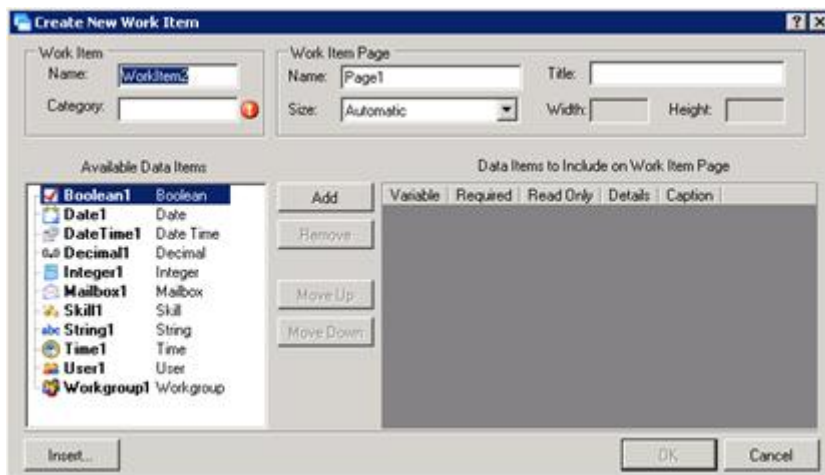 Create New Work Item
Work Item
Name: WorkItem2
Category:
Work Item Page
Name: Page1
Title:
Size: Automatic
Width:
Height:
Available Data Items
Boolean1 Boolean
Date1 Date
DateTime1 Date Time
Decimal1 Decimal
Integer1 Integer
Mailbox1 Mailbox
Skill1 Skill
abc String1 String
Time1 Time
User1 User
Workgroup1 Workgroup
Add
Remove
Move Up
Move Down
Data Items to Include on Work Item Page
Variable Required Read Only Details Caption
Insert...
OK
Cancel